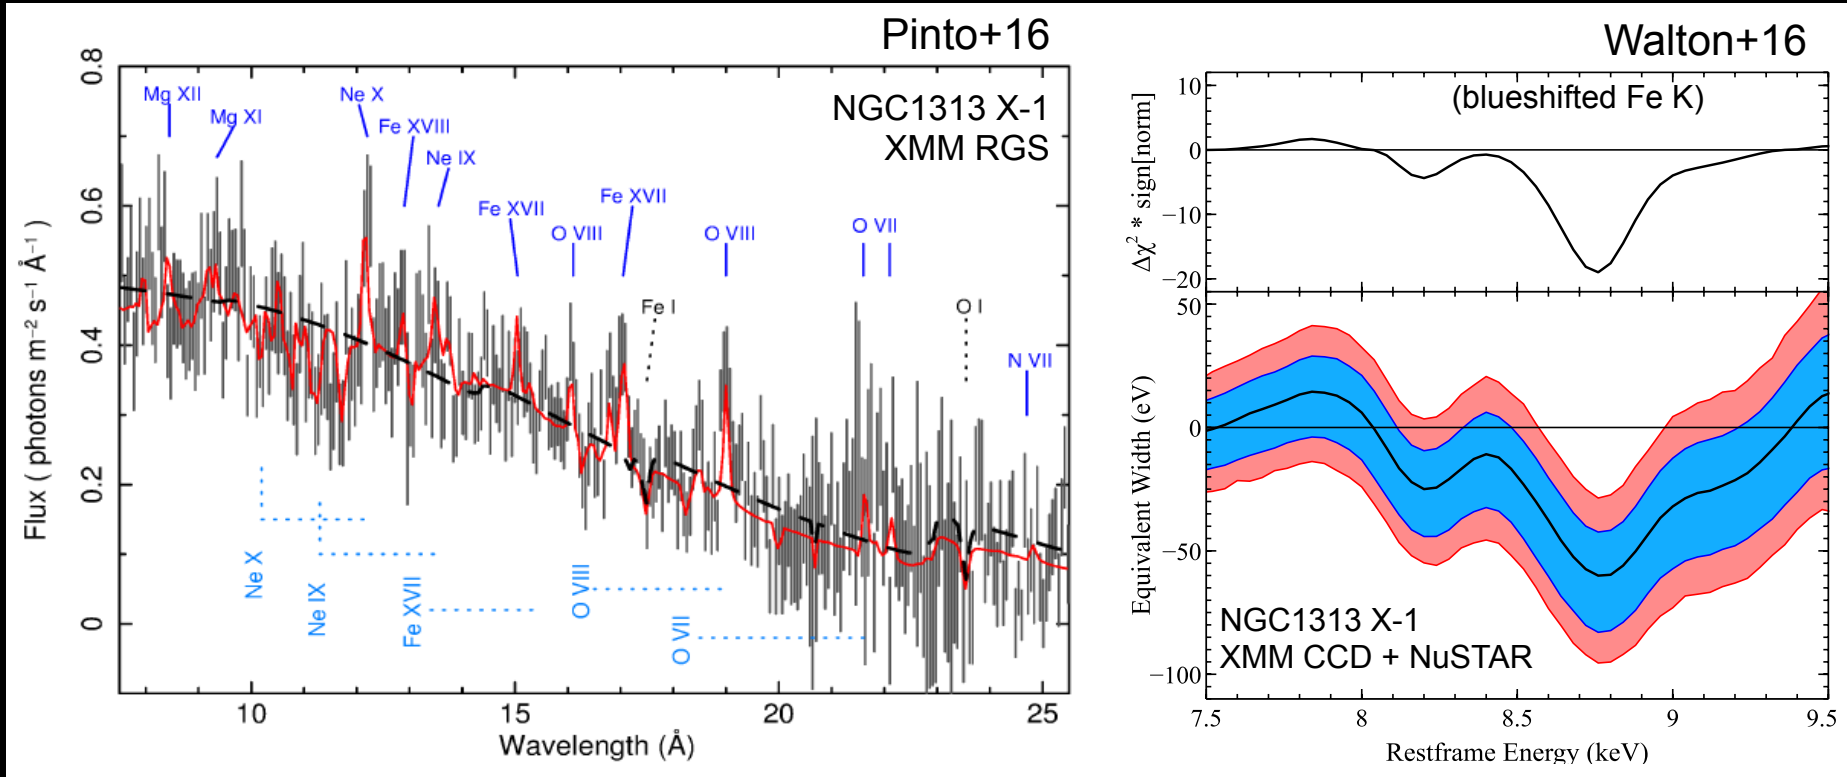 Pinto+16
NGC1313 X-1
XMM RGS
Mg XII
Mg XI
Ne X
Fe XVIII
Ne IX
Fe XVII
O VIII
Fe XVII
O VIII
O VII
Fe I
O I
N VII
Ne X
Ne IX
Fe XVII
O VIII
O VII
0.8
0.6
0.4
0.2
0
Flux ( photons m⁻² s⁻¹ Å⁻¹ )
10
15
20
25
Wavelength (Å)
Walton+16
(blueshifted Fe K)
10
0
−10
−20
Δχ² * sign[norm]
50
0
−50
−100
Equivalent Width (eV)
NGC1313 X-1
XMM CCD + NuSTAR
7.5
8
8.5
9
9.5
Restframe Energy (keV)